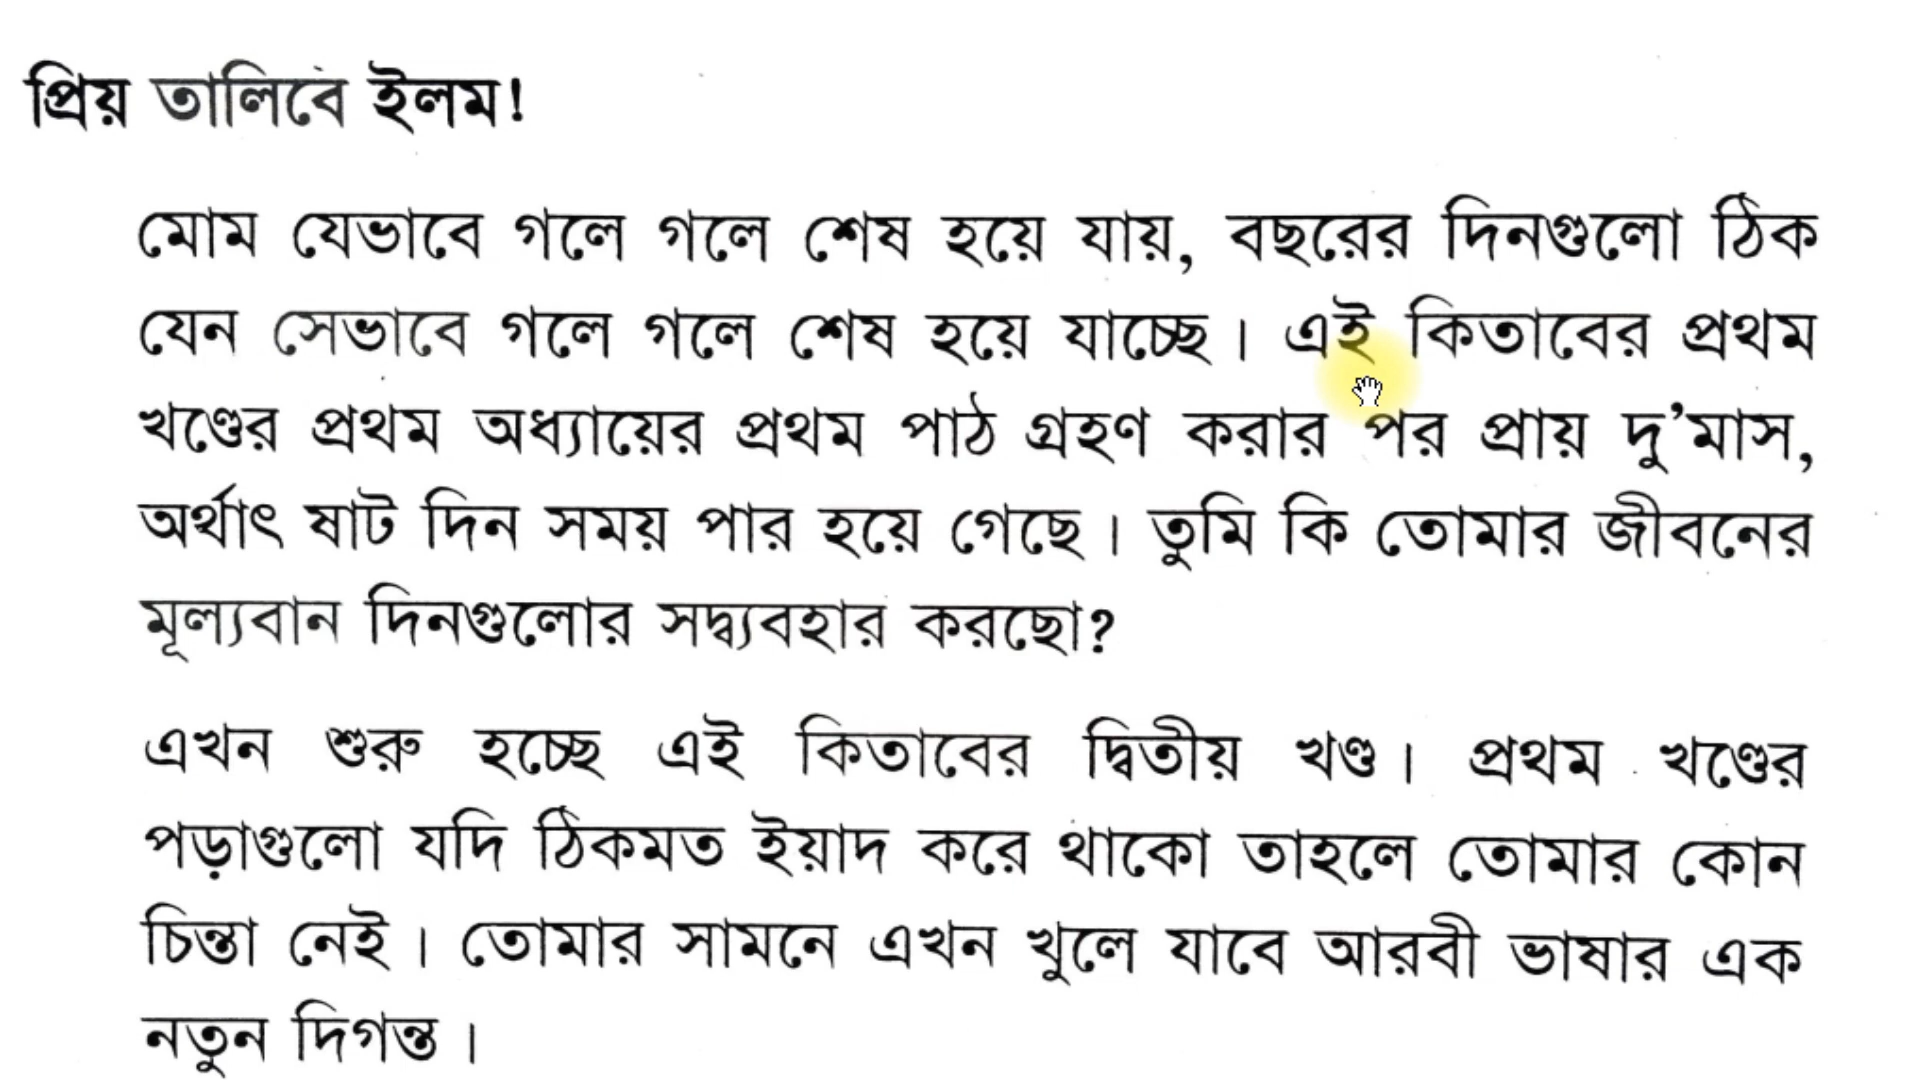 প্রিয় তালিবে ইলম!
মোম যেভাবে গলে গলে শেষ হয়ে যায়, বছরের দিনগুলো ঠিক
যেন সেভাবে গলে গলে শেষ হয়ে যাচ্ছে। এই কিতাবের প্রথম
খণ্ডের প্রথম অধ্যায়ের প্রথম পাঠ গ্রহণ করার পর প্রায় দু’মাস,
অর্থাৎ ষাট দিন সময় পার হয়ে গেছে। তুমি কি তোমার জীবনের
মূল্যবান দিনগুলোর সদ্ব্যবহার করছো?
এখন শুরু হচ্ছে এই কিতাবের দ্বিতীয় খণ্ড। প্রথম খণ্ডের
পড়াগুলো যদি ঠিকমত ইয়াদ করে থাকো তাহলে তোমার কোন
চিন্তা নেই। তোমার সামনে এখন খুলে যাবে আরবী ভাষার এক
নতুন দিগন্ত।